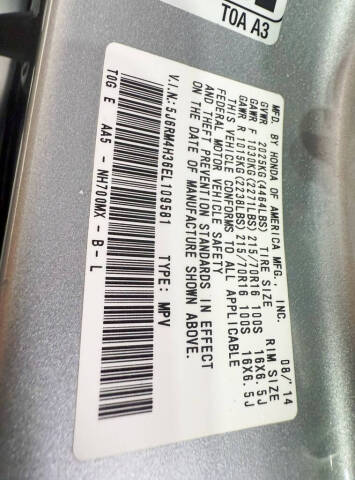 T0A A3
MFD. BY HONDA OF AMERICA MFG., INC. 08/'14
GVWR 2025KG(4464LBS) TIRE SIZE RIM SIZE
GAWR F 1030KG(2271LBS) 215/70R16 100S 16X6.5J
GAWR R 1015KG(2238LBS) 215/70R16 100S 16X6.5J
THIS VEHICLE CONFORMS TO ALL APPLICABLE
FEDERAL MOTOR VEHICLE SAFETY
AND THEFT PREVENTION STANDARDS IN EFFECT
ON THE DATE OF MANUFACTURE SHOWN ABOVE.
V.I.N:5J6RM4H36EL109581 TYPE: MPV
T0G E AA5 - NH700MX - B - L